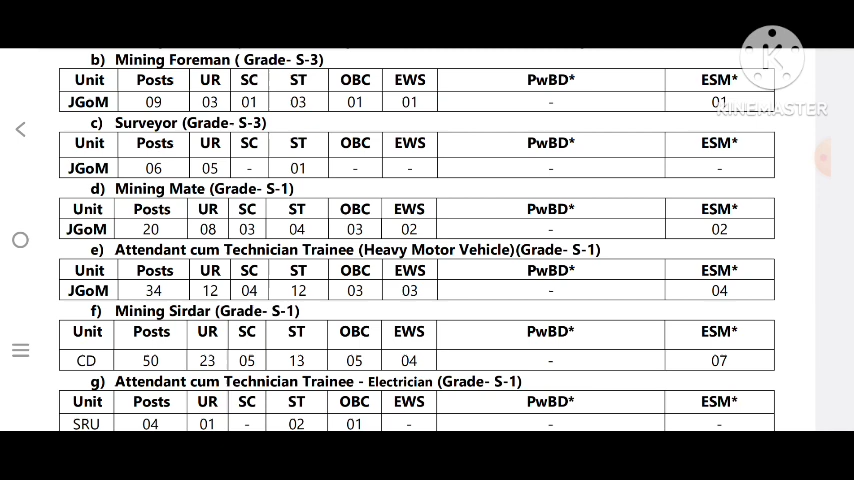 b) Mining Foreman ( Grade- S-3)
Unit Posts UR SC ST OBC EWS PwBD* ESM*
JGoM 09 03 01 03 01 01 - 01
KINEMASTER
c) Surveyor (Grade- S-3)
Unit Posts UR SC ST OBC EWS PwBD* ESM*
JGoM 06 05 - 01 - - - -
d) Mining Mate (Grade- S-1)
Unit Posts UR SC ST OBC EWS PwBD* ESM*
JGoM 20 08 03 04 03 02 - 02
e) Attendant cum Technician Trainee (Heavy Motor Vehicle)(Grade- S-1)
Unit Posts UR SC ST OBC EWS PwBD* ESM*
JGoM 34 12 04 12 03 03 - 04
f) Mining Sirdar (Grade- S-1)
Unit Posts UR SC ST OBC EWS PwBD* ESM*
CD 50 23 05 13 05 04 - 07
g) Attendant cum Technician Trainee - Electrician (Grade- S-1)
Unit Posts UR SC ST OBC EWS PwBD* ESM*
SRU 04 01 - 02 01 - - -